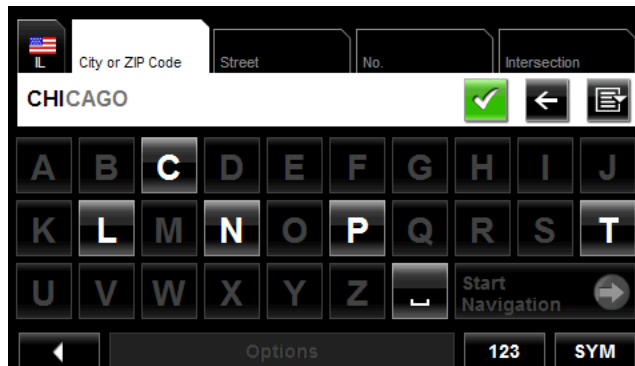 IL City or ZIP Code Street No. Intersection
CHICAGO
A B C D E F G H I J
K L M N O P Q R S T
U V W X Y Z Start Navigation
Options 123 SYM